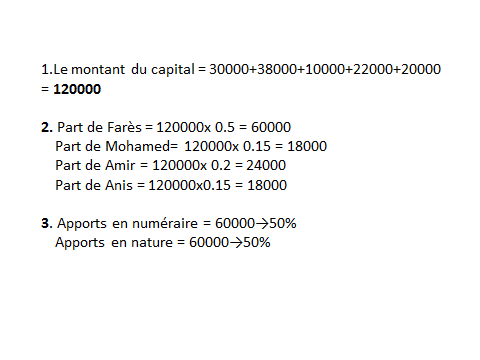 1.Le montant du capital = 30000+38000+10000+22000+20000
= 120000
2. Part de Farès = 120000x 0.5 = 60000
Part de Mohamed= 120000x 0.15 = 18000
Part de Amir = 120000x 0.2 = 24000
Part de Anis = 120000x0.15 = 18000
3. Apports en numéraire = 60000→50%
Apports en nature = 60000→50%